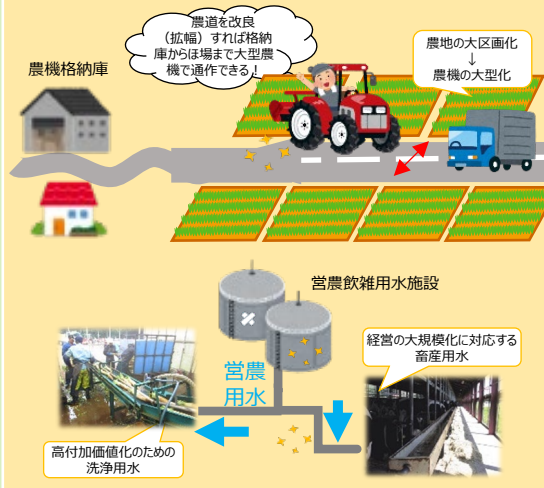 農道を改良
（拡幅）すれば格納
庫からほ場まで大型農
機で通作できる！
農機格納庫
農地の大区画化
↓
農機の大型化
営農飲雑用水施設
営農
用水
経営の大規模化に対応する
畜産用水
高付加価値化のための
洗浄用水